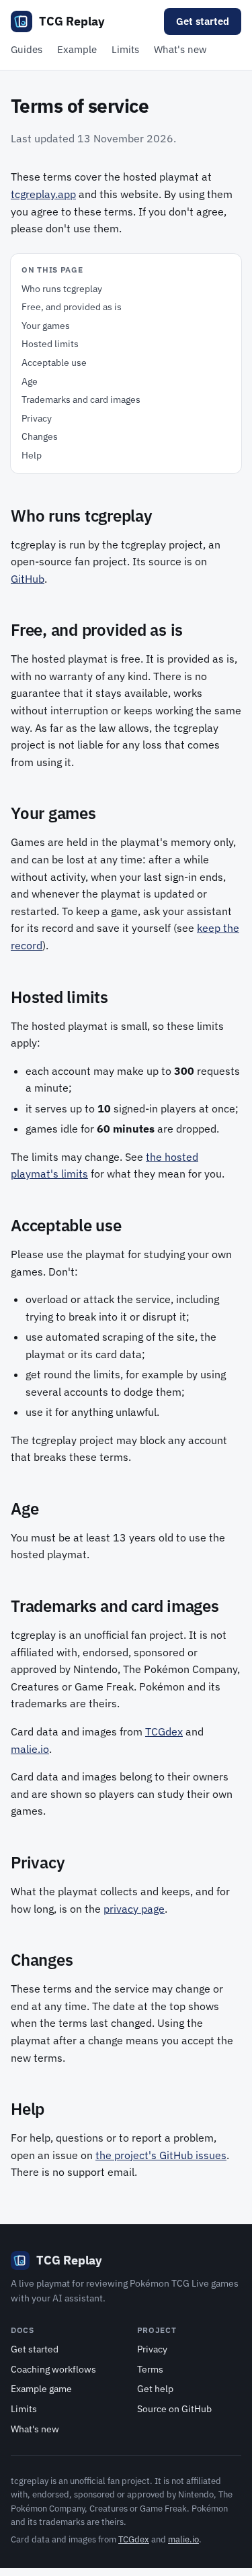 TCG Replay
Get started
Guides Example Limits What's new
Terms of service
Last updated 13 November 2026.
These terms cover the hosted playmat at
tcgreplay.app and this website. By using them
you agree to these terms. If you don't agree,
please don't use them.
ON THIS PAGE
Who runs tcgreplay
Free, and provided as is
Your games
Hosted limits
Acceptable use
Age
Trademarks and card images
Privacy
Changes
Help
Who runs tcgreplay
tcgreplay is run by the tcgreplay project, an
open-source fan project. Its source is on
GitHub.
Free, and provided as is
The hosted playmat is free. It is provided as is,
with no warranty of any kind. There is no
guarantee that it stays available, works
without interruption or keeps working the same
way. As far as the law allows, the tcgreplay
project is not liable for any loss that comes
from using it.
Your games
Games are held in the playmat's memory only,
and can be lost at any time: after a while
without activity, when your last sign-in ends,
and whenever the playmat is updated or
restarted. To keep a game, ask your assistant
for its record and save it yourself (see keep the
record).
Hosted limits
The hosted playmat is small, so these limits
apply:
• each account may make up to 300 requests
a minute;
• it serves up to 10 signed-in players at once;
• games idle for 60 minutes are dropped.
The limits may change. See the hosted
playmat's limits for what they mean for you.
Acceptable use
Please use the playmat for studying your own
games. Don't:
• overload or attack the service, including
trying to break into it or disrupt it;
• use automated scraping of the site, the
playmat or its card data;
• get round the limits, for example by using
several accounts to dodge them;
• use it for anything unlawful.
The tcgreplay project may block any account
that breaks these terms.
Age
You must be at least 13 years old to use the
hosted playmat.
Trademarks and card images
tcgreplay is an unofficial fan project. It is not
affiliated with, endorsed, sponsored or
approved by Nintendo, The Pokémon Company,
Creatures or Game Freak. Pokémon and its
trademarks are theirs.
Card data and images from TCGdex and
malie.io.
Card data and images belong to their owners
and are shown so players can study their own
games.
Privacy
What the playmat collects and keeps, and for
how long, is on the privacy page.
Changes
These terms and the service may change or
end at any time. The date at the top shows
when the terms last changed. Using the
playmat after a change means you accept the
new terms.
Help
For help, questions or to report a problem,
open an issue on the project's GitHub issues.
There is no support email.
TCG Replay
A live playmat for reviewing Pokémon TCG Live games
with your AI assistant.
DOCS
Get started
Coaching workflows
Example game
Limits
What's new
PROJECT
Privacy
Terms
Get help
Source on GitHub
tcgreplay is an unofficial fan project. It is not affiliated
with, endorsed, sponsored or approved by Nintendo, The
Pokémon Company, Creatures or Game Freak. Pokémon
and its trademarks are theirs.
Card data and images from TCGdex and malie.io.